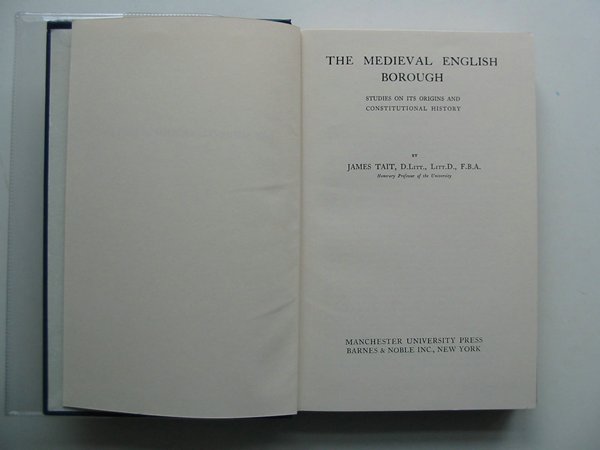 THE MEDIEVAL ENGLISH
BOROUGH
STUDIES ON ITS ORIGINS AND
CONSTITUTIONAL HISTORY
BY
JAMES TAIT, D.LITT., LITT.D., F.B.A.
Honorary Professor of the University
MANCHESTER UNIVERSITY PRESS
BARNES & NOBLE INC., NEW YORK